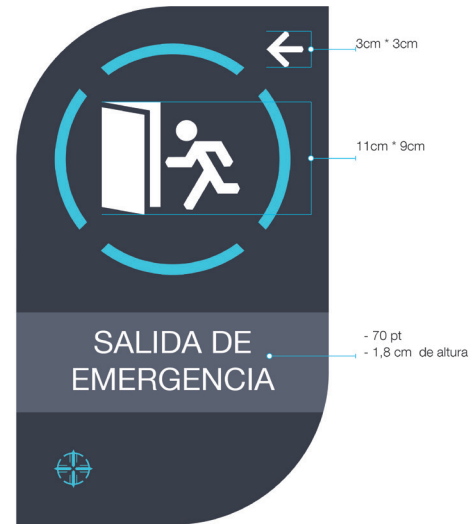 3cm * 3cm
11cm * 9cm
SALIDA DE
EMERGENCIA
- 70 pt
- 1,8 cm de altura